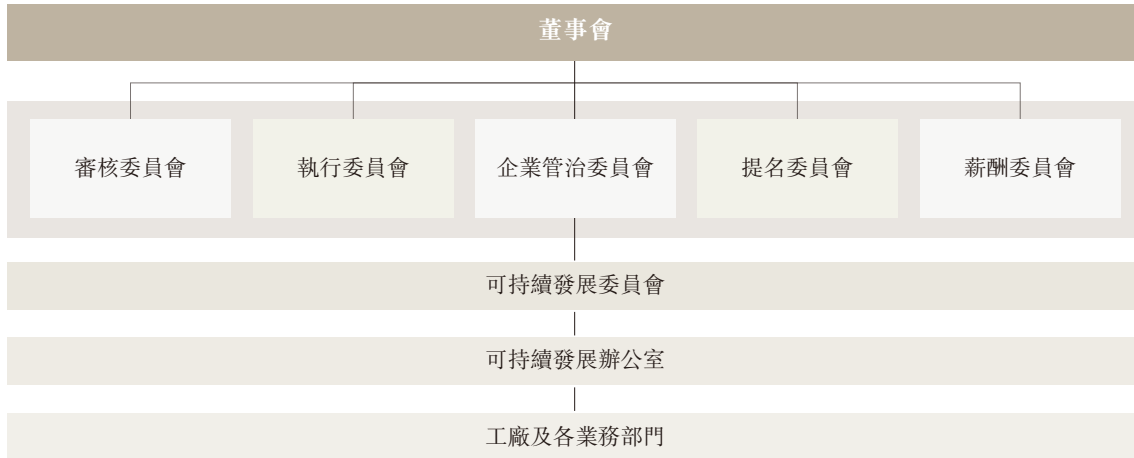 董事會
審核委員會
執行委員會
企業管治委員會
提名委員會
薪酬委員會
可持續發展委員會
可持續發展辦公室
工廠及各業務部門